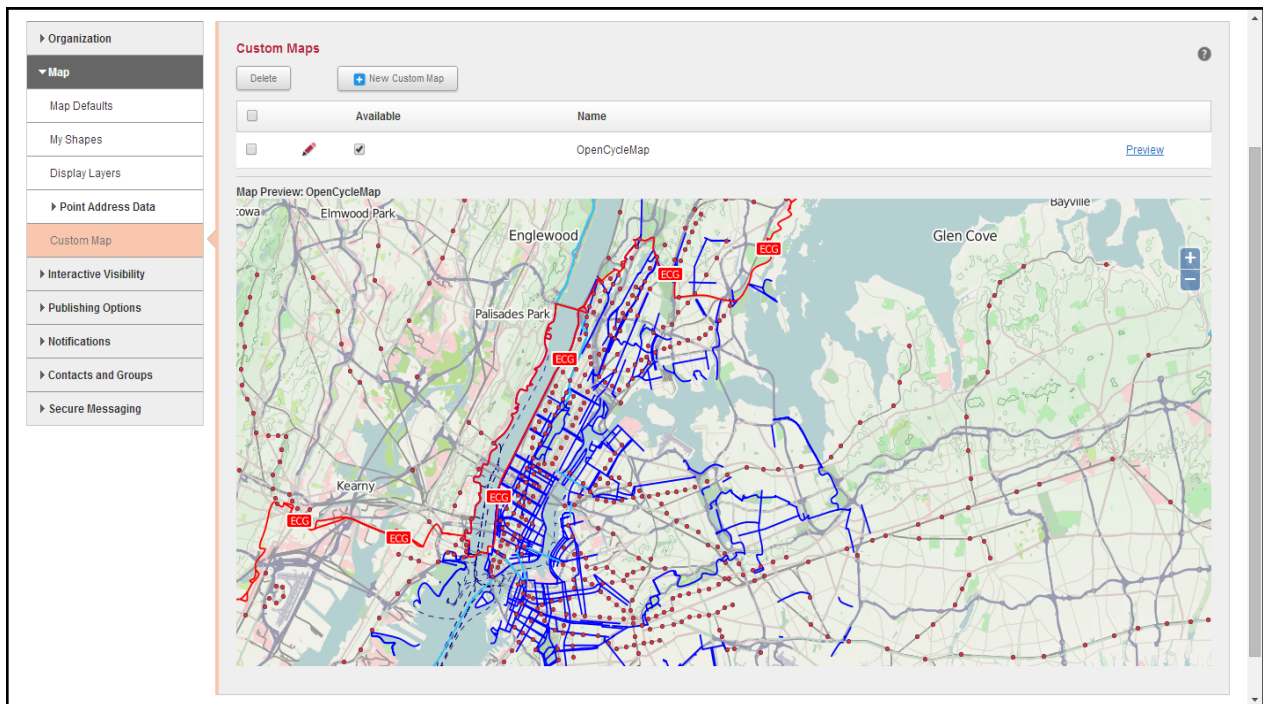 Organization
Map
Map Defaults
My Shapes
Display Layers
Point Address Data
Custom Map
Interactive Visibility
Publishing Options
Notifications
Contacts and Groups
Secure Messaging
Custom Maps
?
Delete
New Custom Map
Available
Name
OpenCycleMap
Preview
Map Preview: OpenCycleMap
towa
Elmwood Park
Bayville
Englewood
Glen Cove
ECG
ECG
+
−
Palisades Park
ECG
Kearny
ECG
ECG
ECG